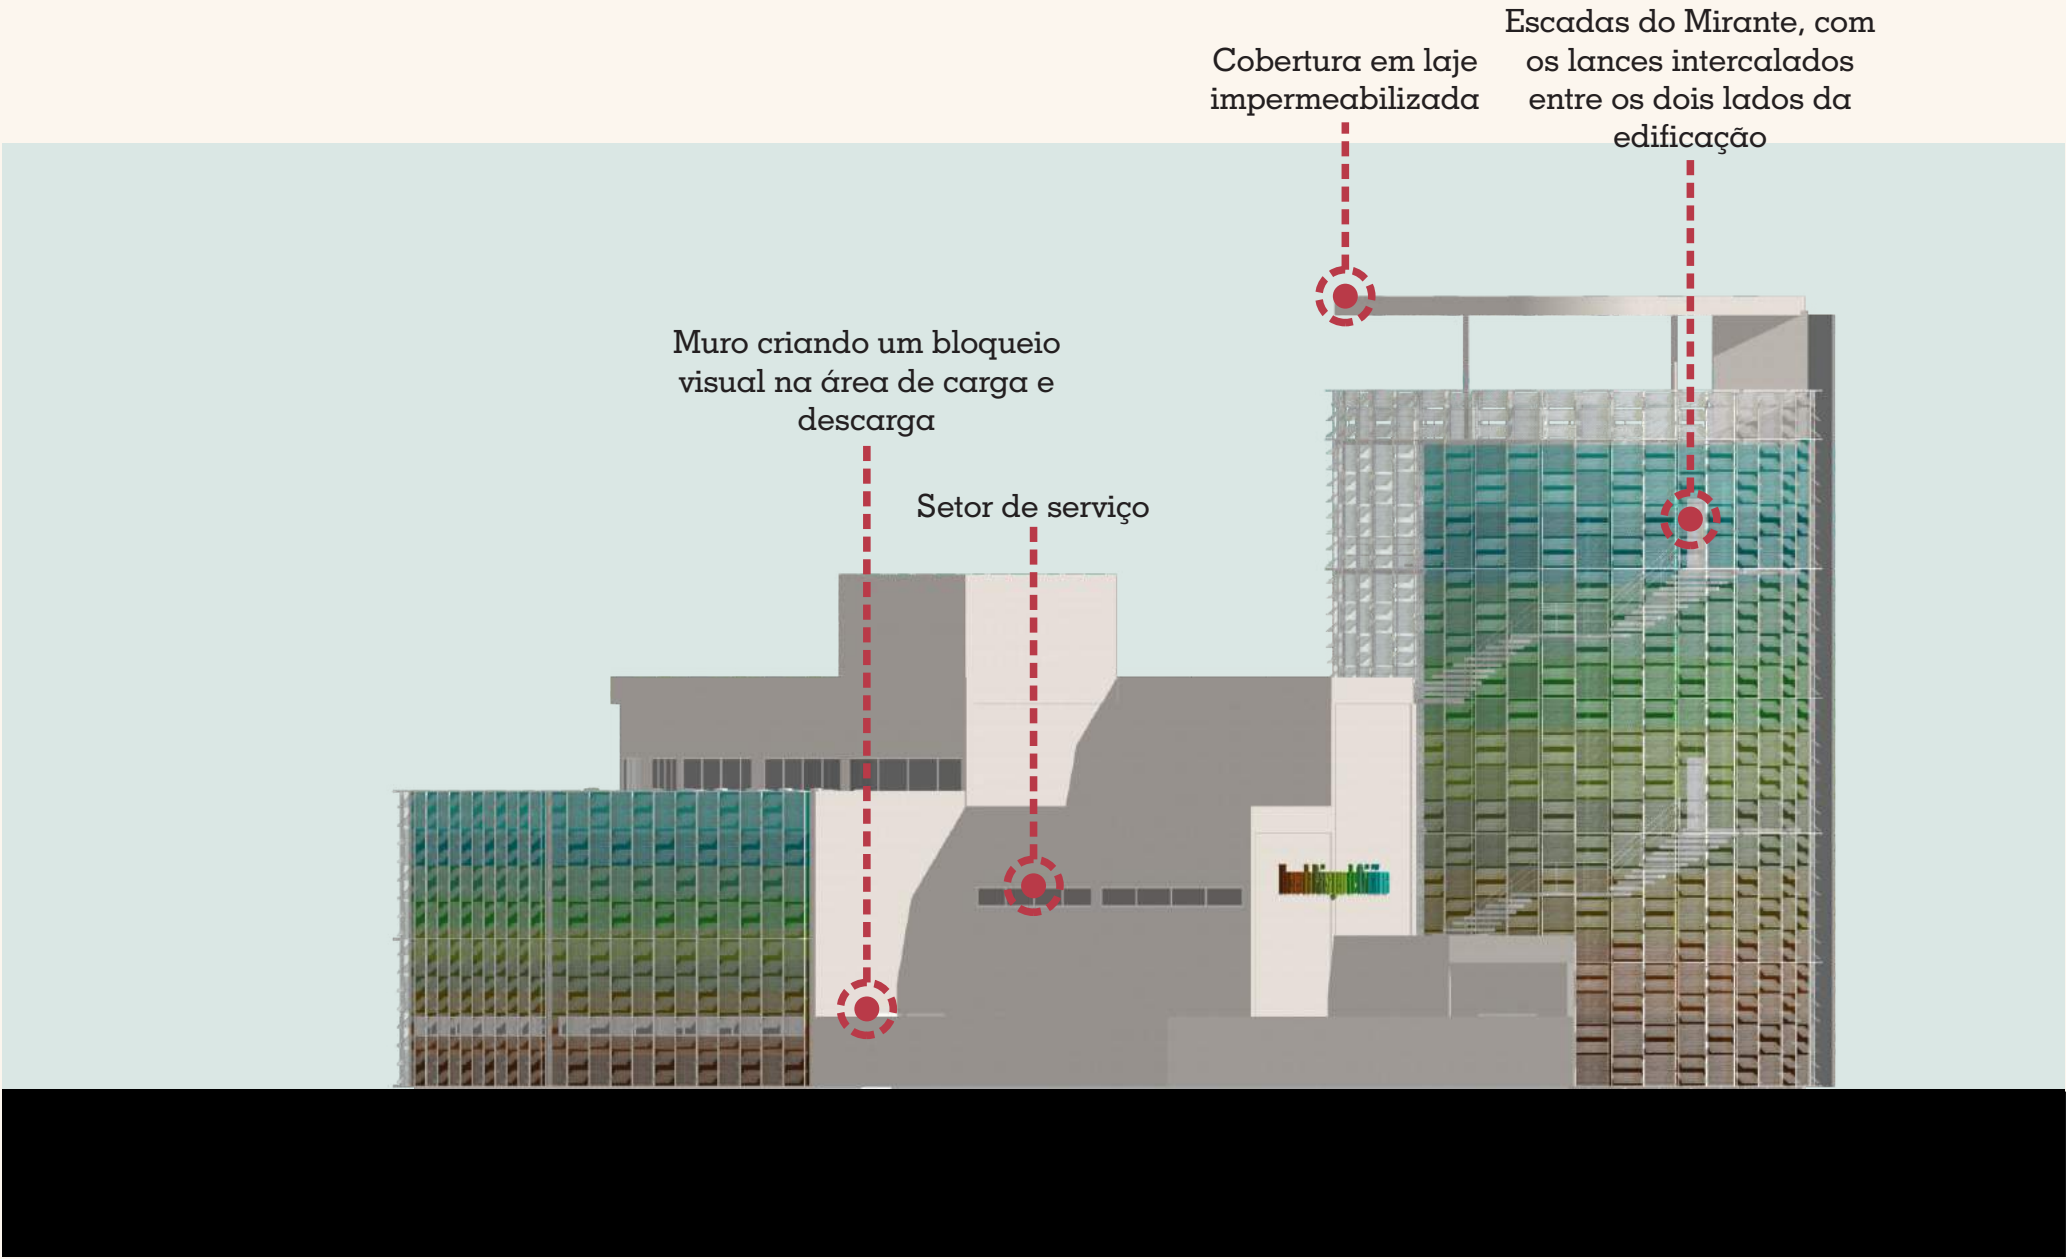 Escadas do Mirante, com
os lances intercalados
entre os dois lados da
edificação
Cobertura em laje
impermeabilizada
Muro criando um bloqueio
visual na área de carga e
descarga
Setor de serviço